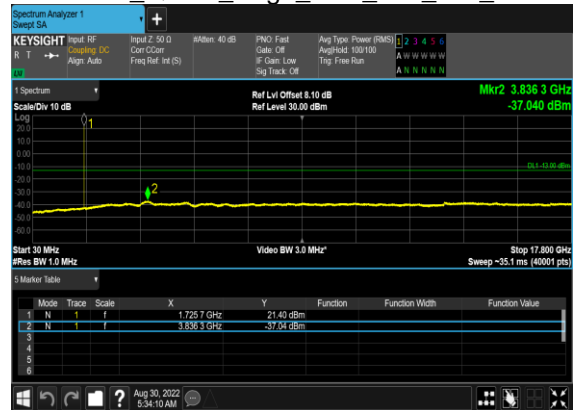 Spectrum Analyzer 1
Swept SA
KEYSIGHT Input: RF Input Z: 50 Ω #Atten: 40 dB PNO: Fast Avg Type: Power (RMS) 1 2 3 4 5 6
R T Coupling: DC Corr CCorr Gate: Off Avg|Hold: 100/100 A W W W W W
Align: Auto Freq Ref: Int (S) IF Gain: Low Trig: Free Run
Sig Track: Off A N N N N N
1 Spectrum Ref Lvl Offset 8.10 dB Mkr2 3.836 3 GHz
Scale/Div 10 dB Ref Level 30.00 dBm -37.040 dBm
Log
1
20.0
10.0
0.00
-10.0 DL1 -13.00 dBm
-20.0
-30.0 2
-40.0
-50.0
-60.0
Start 30 MHz Video BW 3.0 MHz* Stop 17.800 GHz
#Res BW 1.0 MHz Sweep ~35.1 ms (40001 pts)
5 Marker Table
Mode Trace Scale X Y Function Function Width Function Value
1 N 1 f 1.725 7 GHz 21.40 dBm
2 N 1 f 3.836 3 GHz -37.04 dBm
3
4
5
6
? Aug 30, 2022
5:34:10 AM